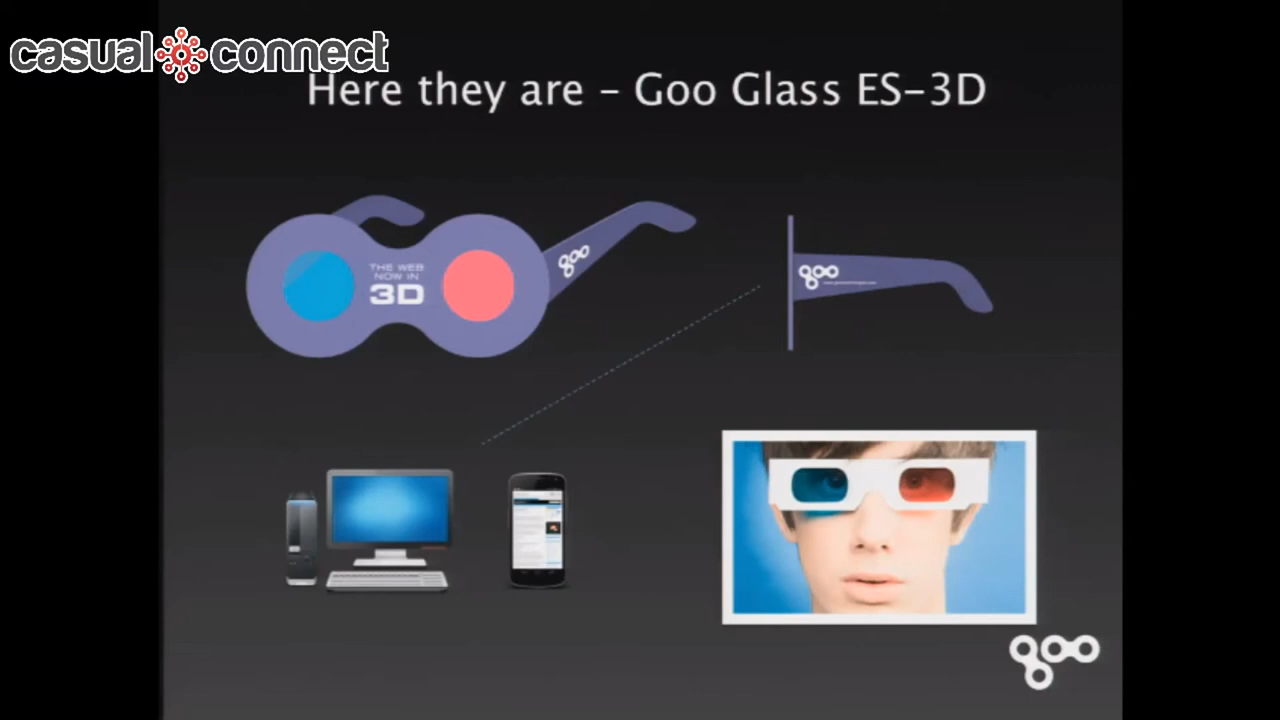 casual connect
Here they are – Goo Glass ES-3D
THE WEB
NOW IN
3D
goo
goo
goo